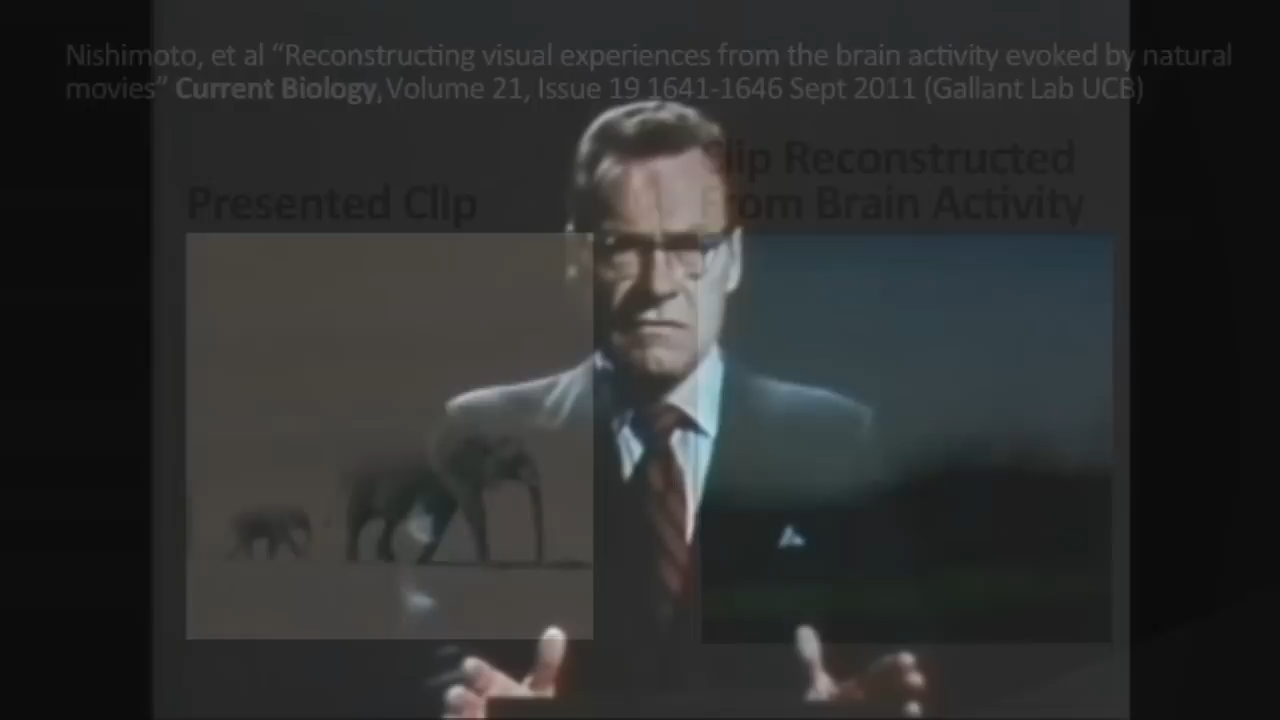 Nishimoto, et al “Reconstructing visual experiences from the brain activity evoked by natural
movies” Current Biology, Volume 21, Issue 19 1641-1646 Sept 2011 (Gallant Lab UCB)
Clip Reconstructed
From Brain Activity
Presented Clip